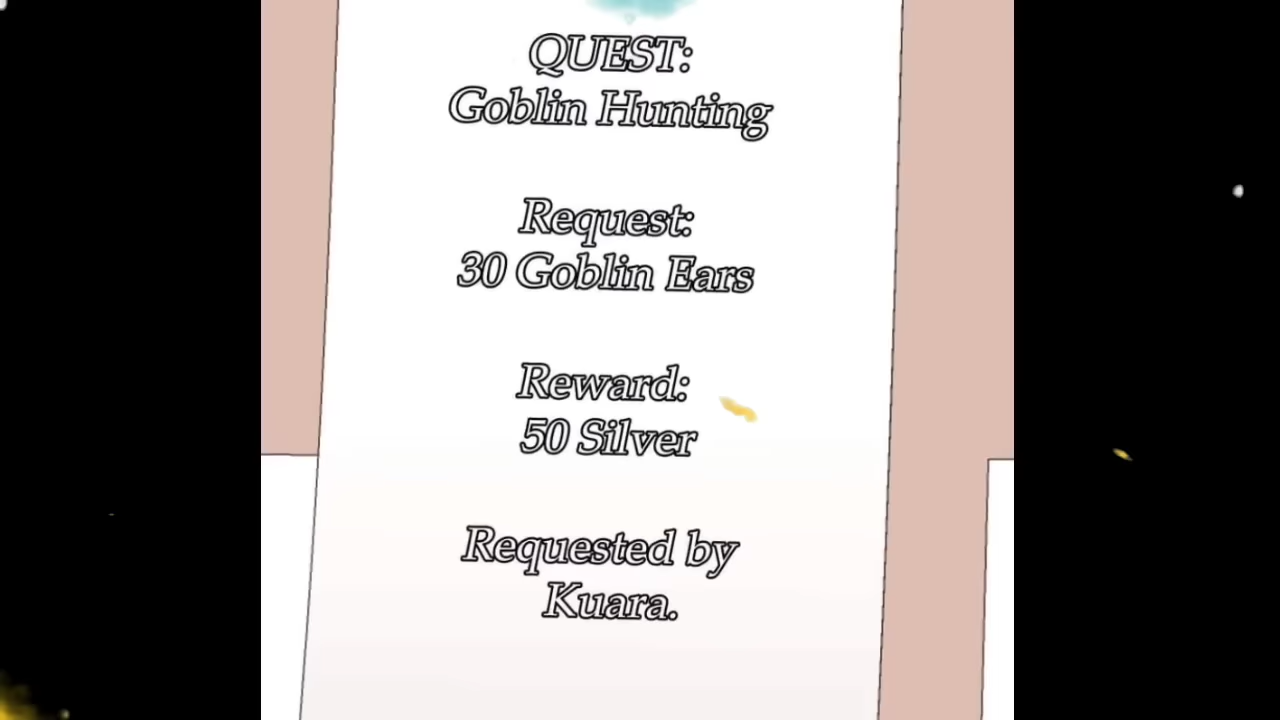 QUEST:
Goblin Hunting
Request:
30 Goblin Ears
Reward:
50 Silver
Requested by
Kuara.